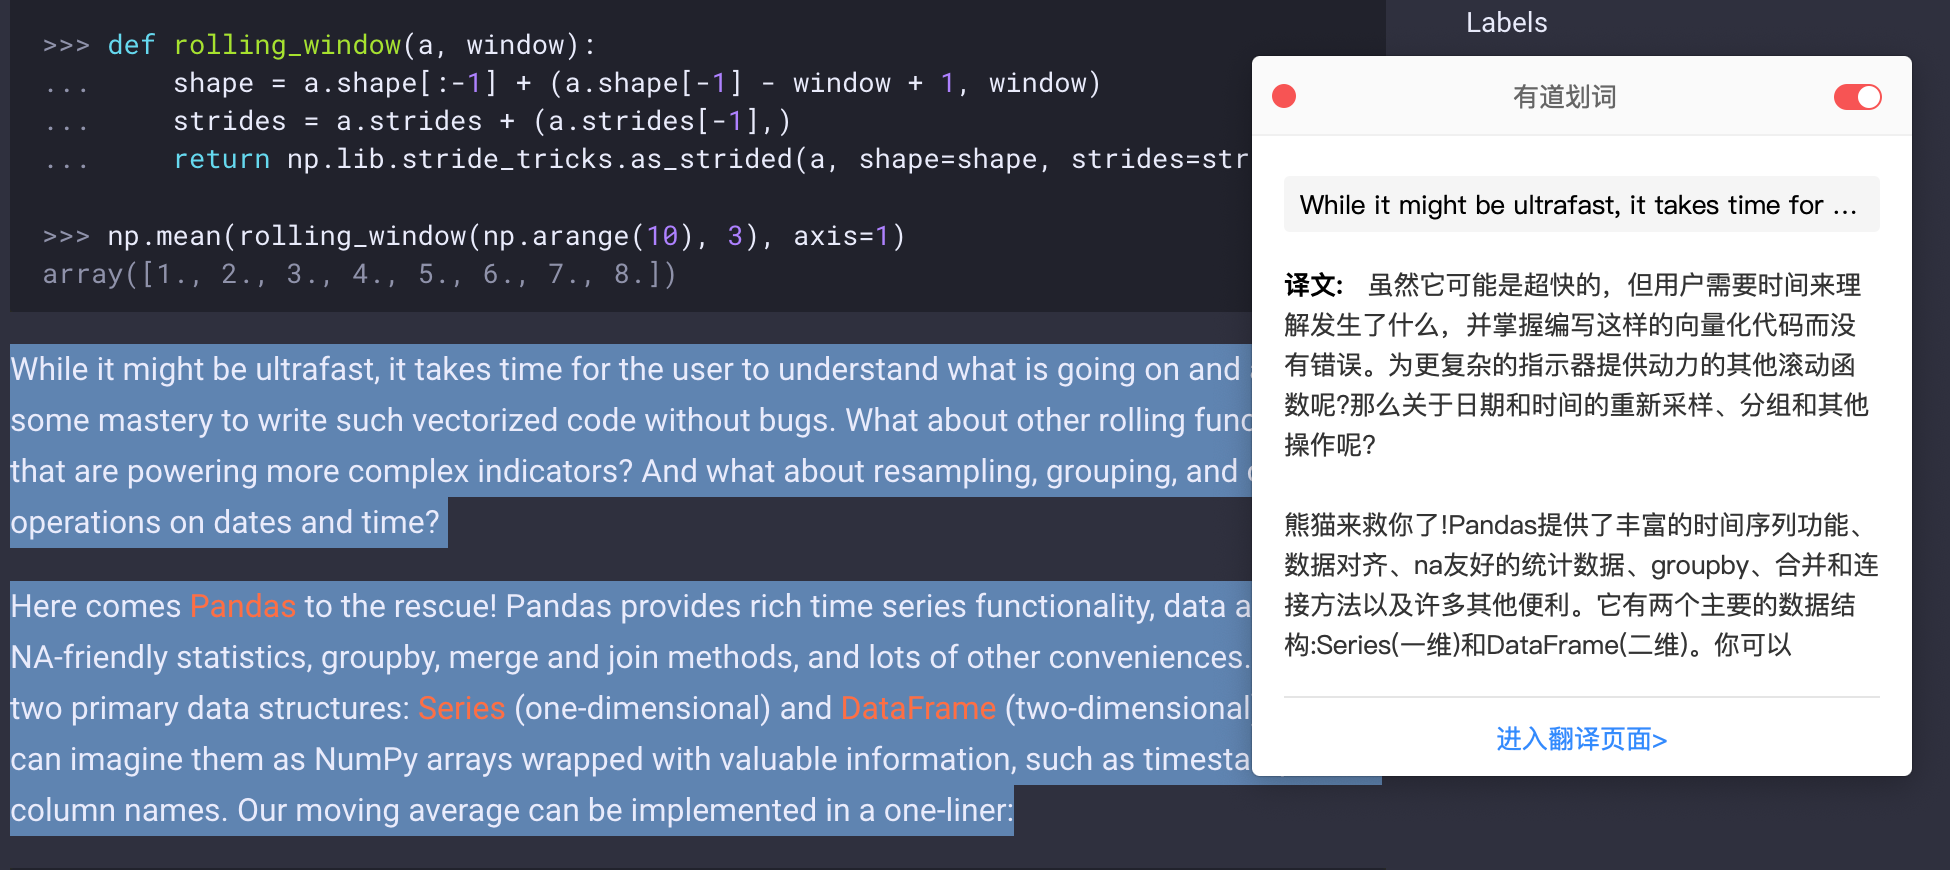 >>> def rolling_window(a, window):
...     shape = a.shape[:-1] + (a.shape[-1] - window + 1, window)
...     strides = a.strides + (a.strides[-1],)
...     return np.lib.stride_tricks.as_strided(a, shape=shape, strides=str
>>> np.mean(rolling_window(np.arange(10), 3), axis=1)
array([1., 2., 3., 4., 5., 6., 7., 8.])
While it might be ultrafast, it takes time for the user to understand what is going on and
some mastery to write such vectorized code without bugs. What about other rolling func
that are powering more complex indicators? And what about resampling, grouping, and
operations on dates and time?
Here comes Pandas to the rescue! Pandas provides rich time series functionality, data a
NA-friendly statistics, groupby, merge and join methods, and lots of other conveniences.
two primary data structures: Series (one-dimensional) and DataFrame (two-dimensional
can imagine them as NumPy arrays wrapped with valuable information, such as timesta
column names. Our moving average can be implemented in a one-liner:
Labels
有道划词
While it might be ultrafast, it takes time for ...
译文: 虽然它可能是超快的，但用户需要时间来理
解发生了什么，并掌握编写这样的向量化代码而没
有错误。为更复杂的指示器提供动力的其他滚动函
数呢?那么关于日期和时间的重新采样、分组和其他
操作呢?
熊猫来救你了!Pandas提供了丰富的时间序列功能、
数据对齐、na友好的统计数据、groupby、合并和连
接方法以及许多其他便利。它有两个主要的数据结
构:Series(一维)和DataFrame(二维)。你可以
进入翻译页面>